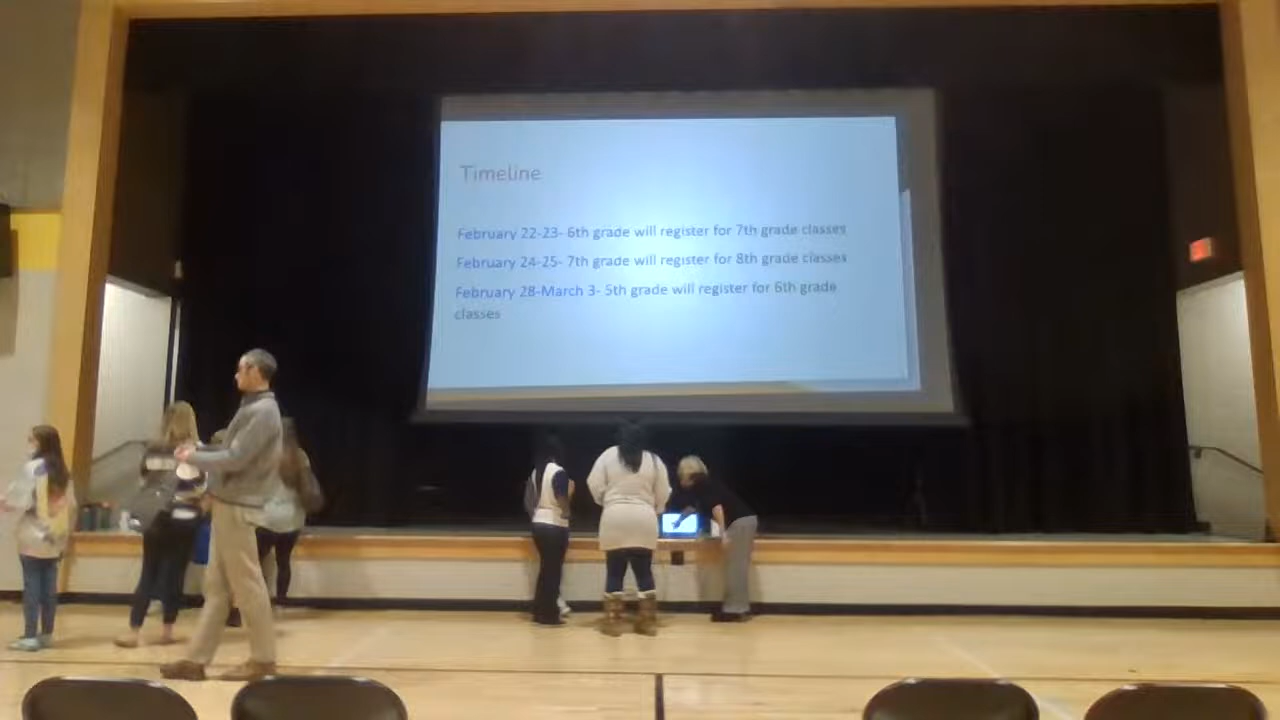 Timeline
February 22-23- 6th grade will register for 7th grade classes
February 24-25- 7th grade will register for 8th grade classes
February 28-March 3- 5th grade will register for 6th grade
classes